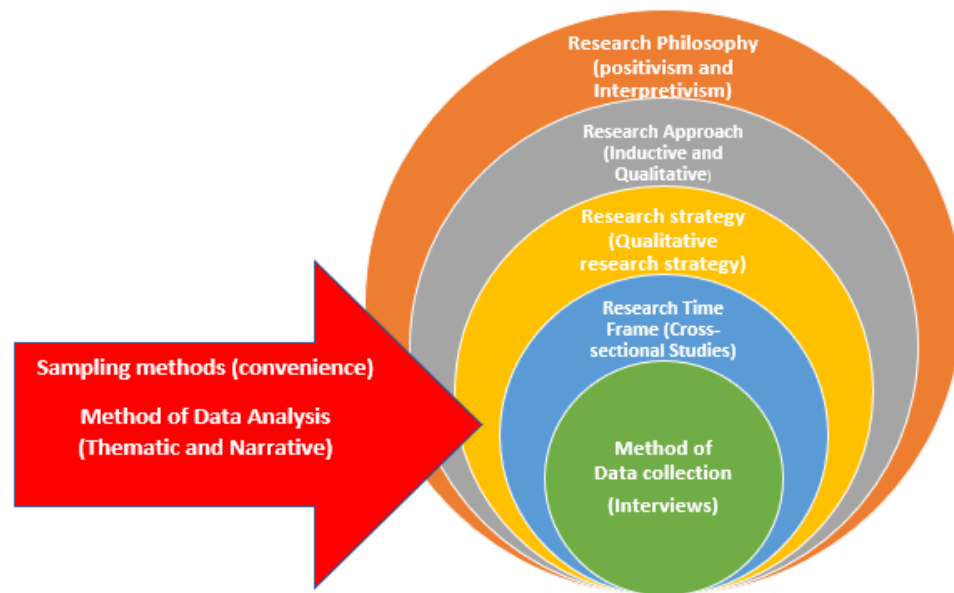 Research Philosophy
(positivism and
Interpretivism)
Research Approach
(Inductive and
Qualitative)
Research strategy
(Qualitative
research strategy)
Research Time
Frame (Cross-
sectional Studies)
Method of
Data collection
(Interviews)
Sampling methods (convenience)
Method of Data Analysis
(Thematic and Narrative)